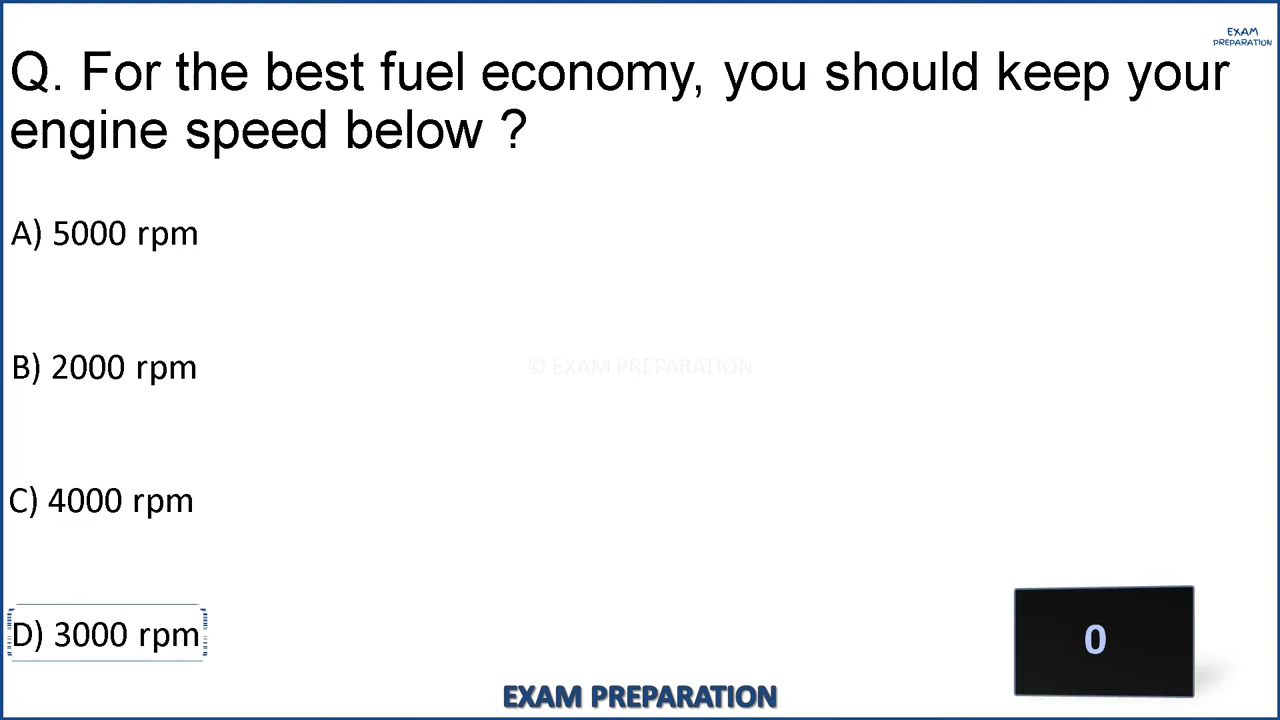 EXAM
PREPARATION
Q. For the best fuel economy, you should keep your
engine speed below ?
A) 5000 rpm
B) 2000 rpm
© EXAM PREPARATION
C) 4000 rpm
D) 3000 rpm
0
EXAM PREPARATION